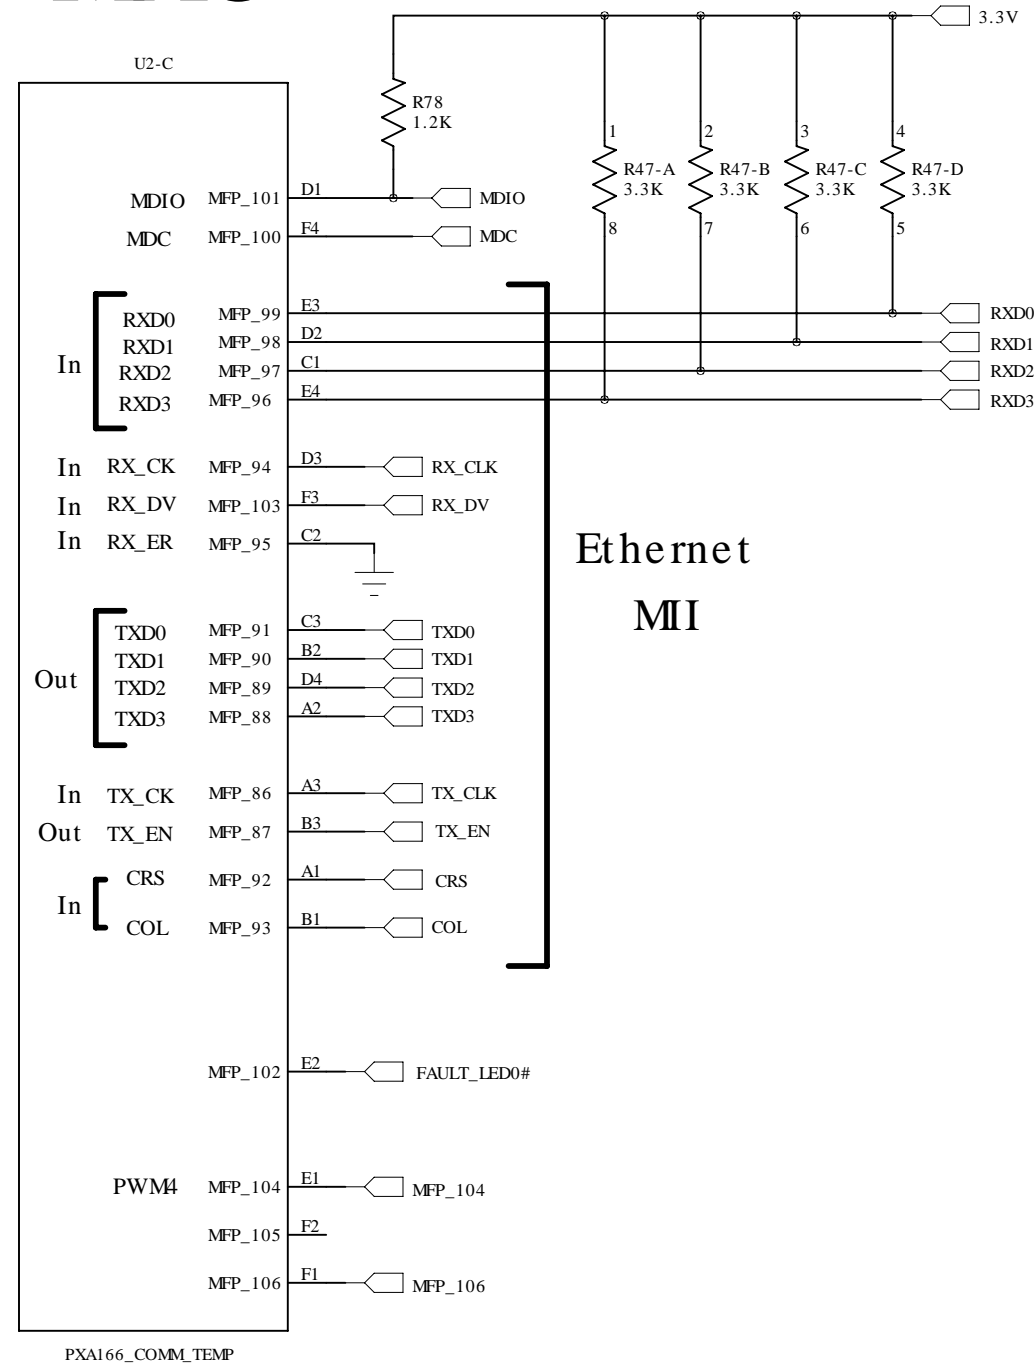 3.3V
U2-C
R78
1.2K
1 2 3 4
R47-A R47-B R47-C R47-D
3.3K 3.3K 3.3K 3.3K
8 7 6 5
MDIO MFP_101 D1 MDIO
MDC MFP_100 F4 MDC
RXD0 MFP_99 E3 RXD0
RXD1 MFP_98 D2 RXD1
In RXD2 MFP_97 C1 RXD2
RXD3 MFP_96 E4 RXD3
In RX_CK MFP_94 D3 RX_CLK
In RX_DV MFP_103 F3 RX_DV
In RX_ER MFP_95 C2
Ethernet
MII
TXD0 MFP_91 C3 TXD0
TXD1 MFP_90 B2 TXD1
Out TXD2 MFP_89 D4 TXD2
TXD3 MFP_88 A2 TXD3
In TX_CK MFP_86 A3 TX_CLK
Out TX_EN MFP_87 B3 TX_EN
CRS MFP_92 A1 CRS
In
COL MFP_93 B1 COL
MFP_102 E2 FAULT_LED0#
PWM4 MFP_104 E1 MFP_104
MFP_105 F2
MFP_106 F1 MFP_106
PXA166_COMM_TEMP